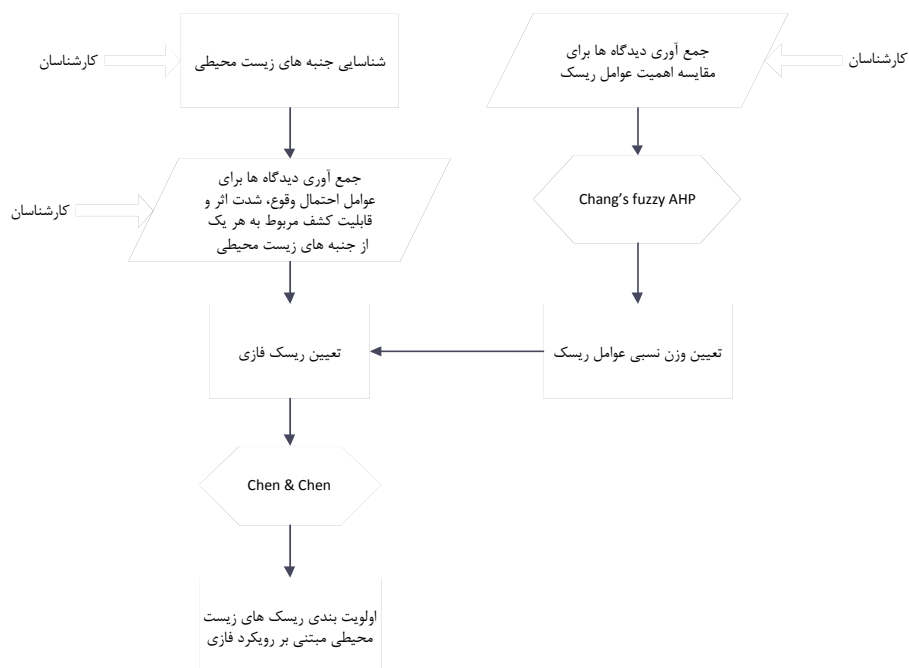 جمع آوری دیدگاه ها برای
مقایسه اهمیت عوامل ریسک
کارشناسان
شناسایی جنبه های زیست محیطی
کارشناسان
Chang's fuzzy AHP
جمع آوری دیدگاه ها برای
عوامل احتمال وقوع، شدت اثر و
قابلیت کشف مربوط به هر یک
از جنبه های زیست محیطی
کارشناسان
تعیین وزن نسبی عوامل ریسک
تعیین ریسک فازی
Chen & Chen
اولویت بندی ریسک های زیست
محیطی مبتنی بر رویکرد فازی